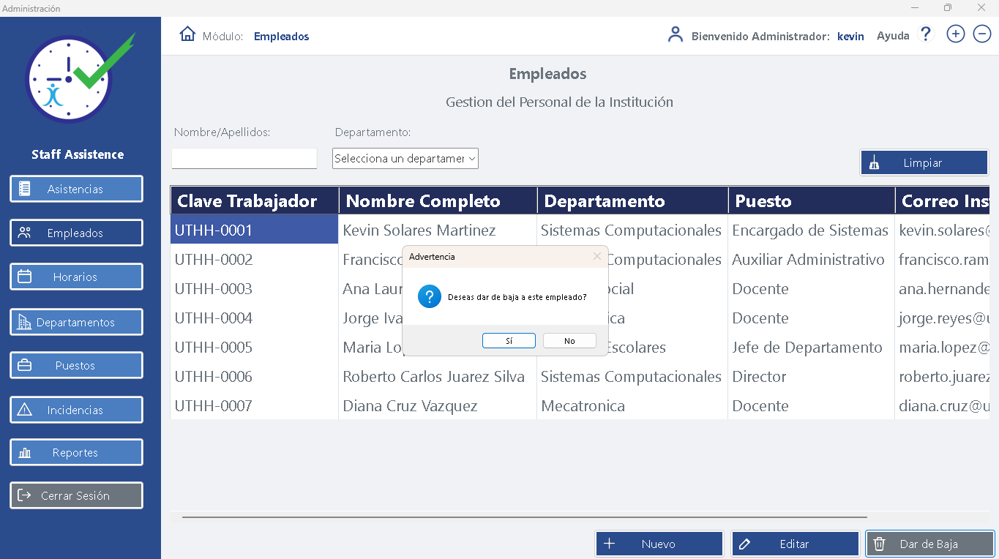 Administración
Módulo: Empleados
Bienvenido Administrador: kevin Ayuda ?
Empleados
Gestion del Personal de la Institución
Nombre/Apellidos:
Departamento:
Selecciona un departamer
Limpiar
Staff Assistence
Asistencias
Empleados
Horarios
Departamentos
Puestos
Incidencias
Reportes
Cerrar Sesión
Clave Trabajador Nombre Completo Departamento Puesto Correo Ins
UTHH-0001 Kevin Solares Martinez Sistemas Computacionales Encargado de Sistemas kevin.solares@
UTHH-0002 Francisco Computacionales Auxiliar Administrativo francisco.ram
UTHH-0003 Ana Laur ocial Docente ana.hernande
UTHH-0004 Jorge Iva ica Docente jorge.reyes@u
UTHH-0005 Maria Lo Escolares Jefe de Departamento maria.lopez@
UTHH-0006 Roberto Carlos Juarez Silva Sistemas Computacionales Director roberto.juarez
UTHH-0007 Diana Cruz Vazquez Mecatronica Docente diana.cruz@u
Advertencia
Deseas dar de baja a este empleado?
Sí
No
Nuevo
Editar
Dar de Baja